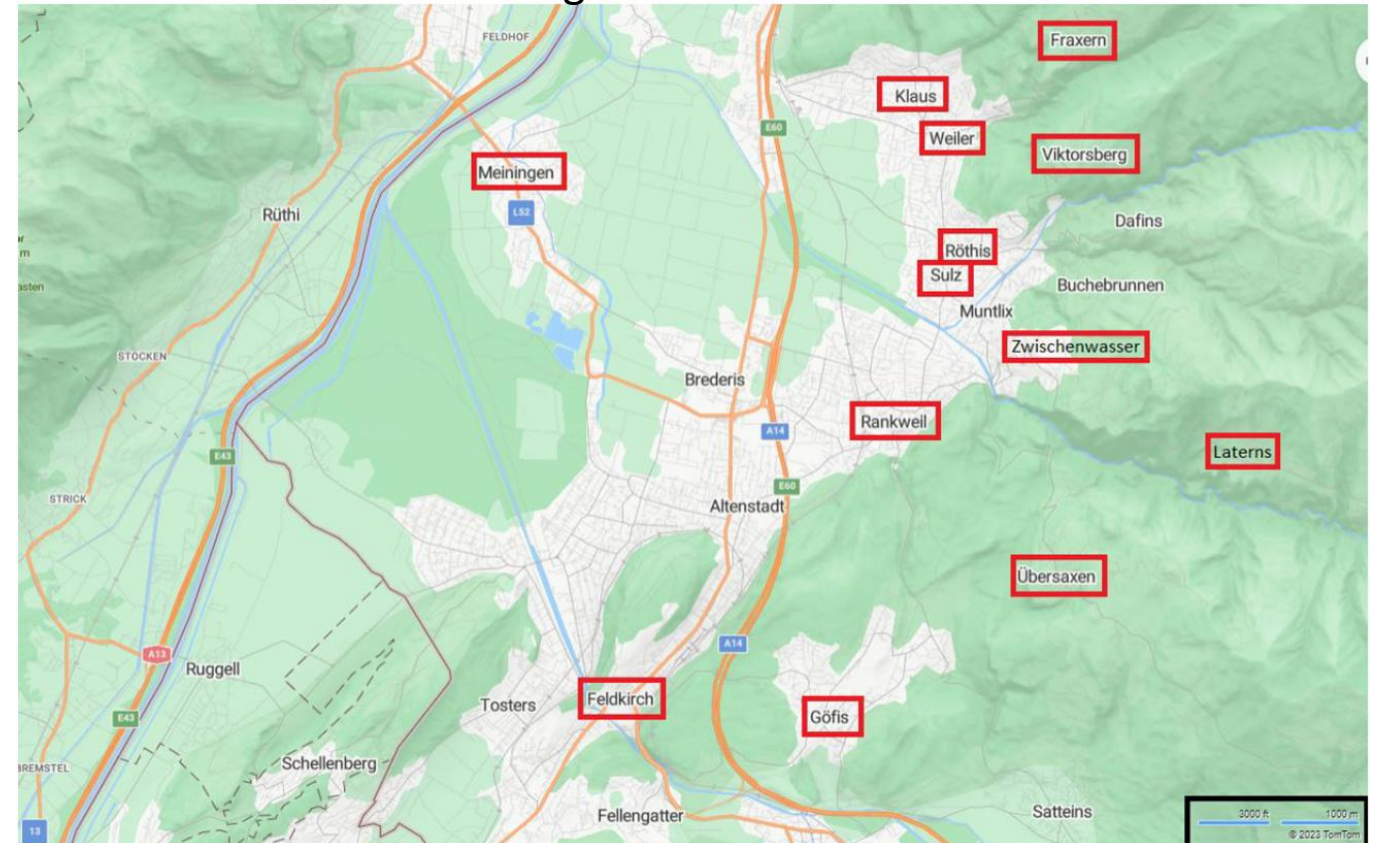 FELDHOF
Fraxern
Klaus
E60
Weiler
Viktorsberg
Meiningen
L52
Rüthi
Dafins
Röthis
Sulz
Buchebrunnen
Muntlix
Zwischenwasser
STOCKEN
Brederis
Rankweil
A14
E43
Laterns
E60
STRICK
Altenstadt
Übersaxen
A14
A13
Ruggell
Feldkirch
Tosters
Göfis
E43
Schellenberg
BREMSTEL
Fellengatter
Satteins
3000 ft 1000 m
13
© 2023 TomTom